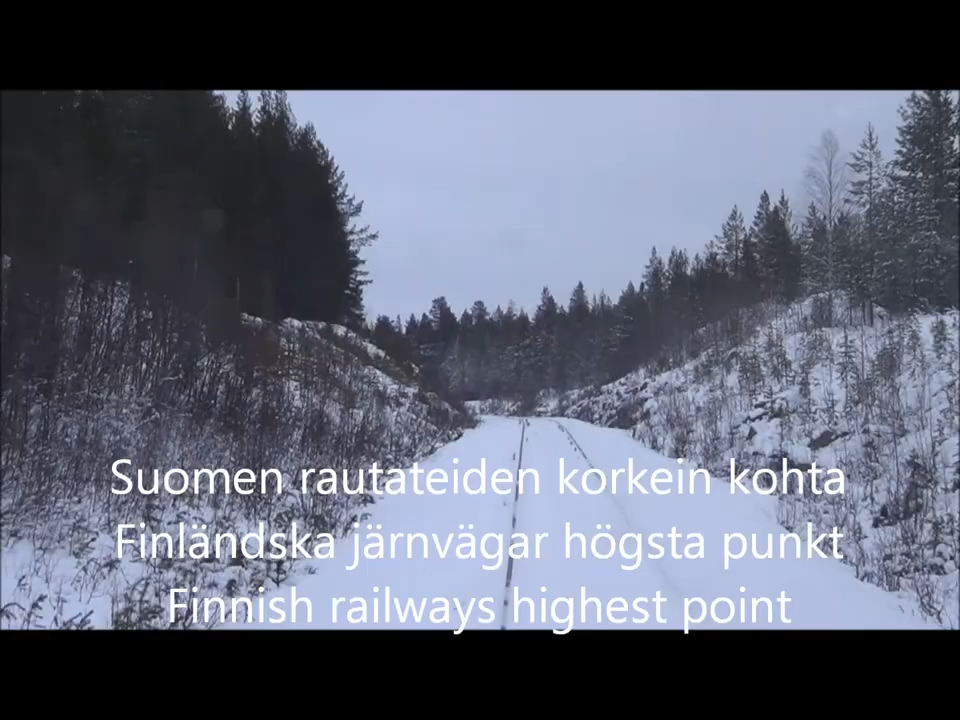 Suomen rautateiden korkein kohta
Finländska järnvägar högsta punkt
Finnish railways highest point